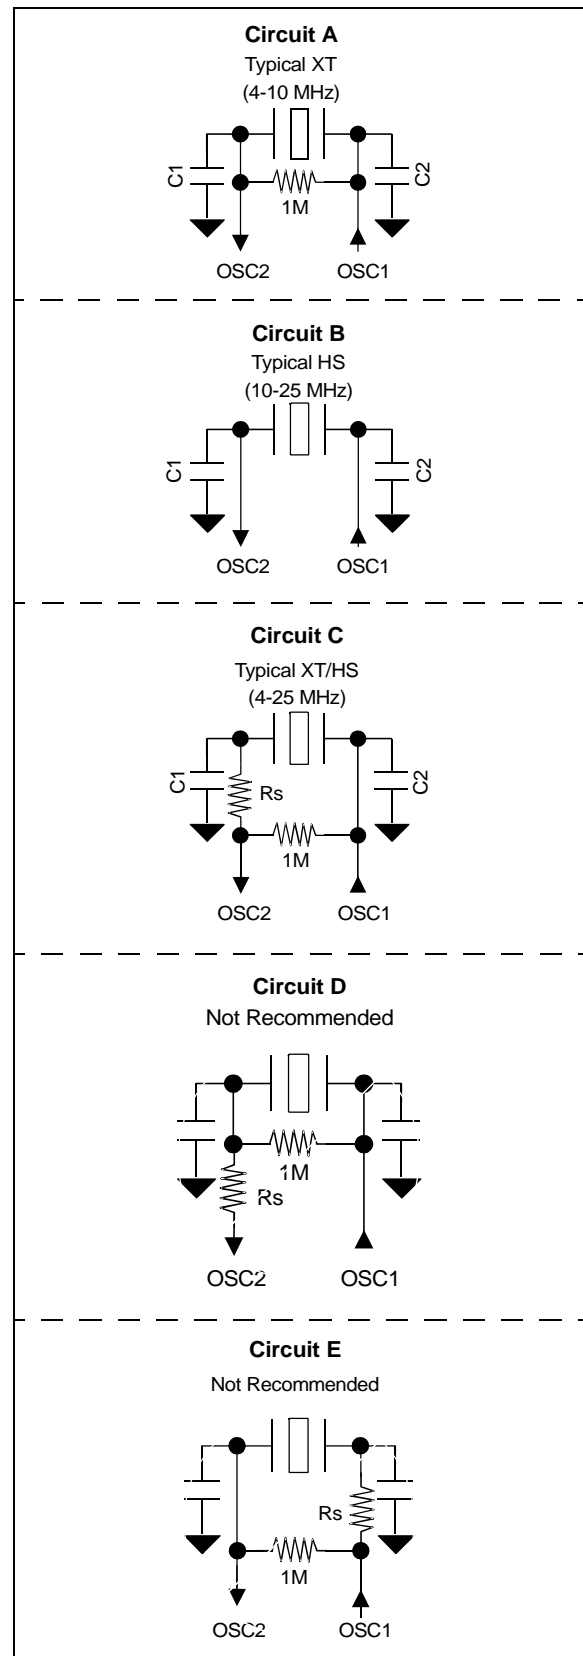 Circuit A
Typical XT
(4-10 MHz)
C1
C2
1M
OSC2 OSC1
Circuit B
Typical HS
(10-25 MHz)
C1
C2
OSC2 OSC1
Circuit C
Typical XT/HS
(4-25 MHz)
C1
Rs
C2
1M
OSC2 OSC1
Circuit D
Not Recommended
1M
Rs
OSC2 OSC1
Circuit E
Not Recommended
Rs
1M
OSC2 OSC1